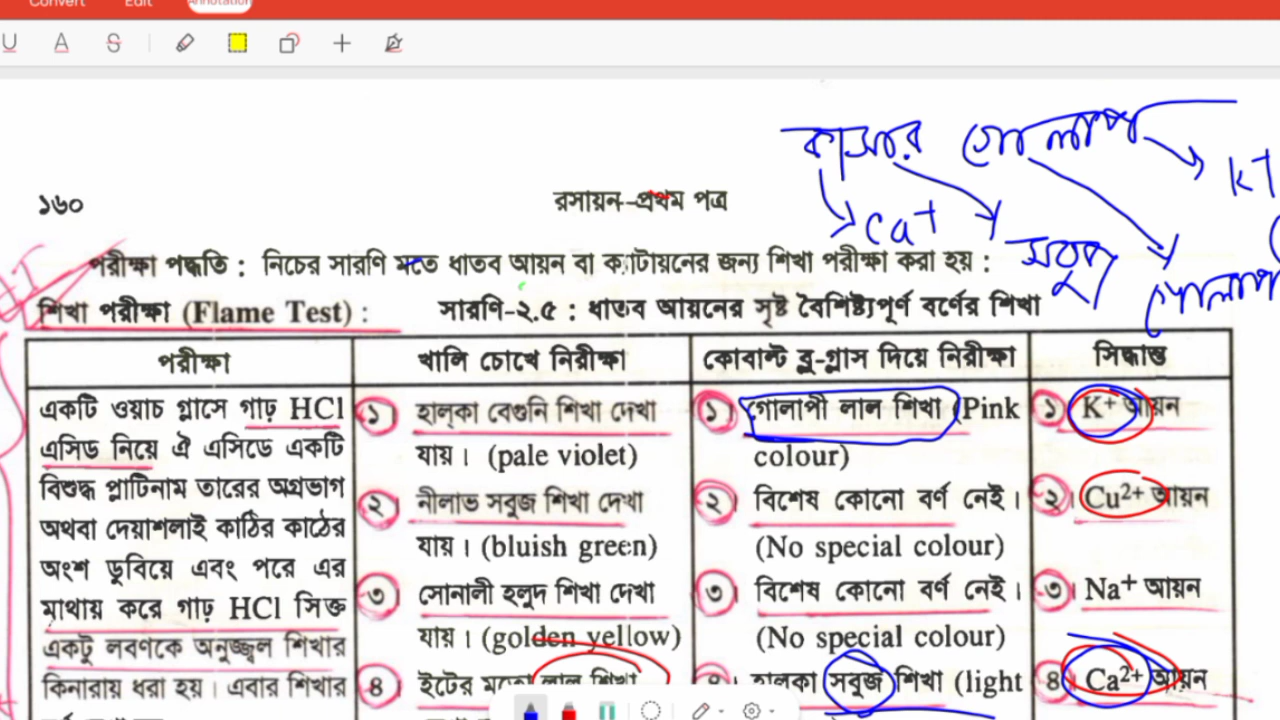 Convert Edit Annotation
U A S
কাসার গোলাপ
K+
Ca+
সবুজ
গোলাপ
১৬০
রসায়ন-প্রথম পত্র
পরীক্ষা পদ্ধতি : নিচের সারণি মতে ধাতব আয়ন বা ক্যাটায়নের জন্য শিখা পরীক্ষা করা হয় :
শিখা পরীক্ষা (Flame Test) : সারণি-২.৫ : ধাতব আয়নের সৃষ্ট বৈশিষ্ট্যপূর্ণ বর্ণের শিখা
পরীক্ষা খালি চোখে নিরীক্ষা কোবাল্ট ব্লু-গ্লাস দিয়ে নিরীক্ষা সিদ্ধান্ত
একটি ওয়াচ গ্লাসে গাঢ় HCl ১। হাল্কা বেগুনি শিখা দেখা ১। গোলাপী লাল শিখা (Pink ১। K⁺ আয়ন
এসিড নিয়ে ঐ এসিডে একটি যায়। (pale violet) colour)
বিশুদ্ধ প্লাটিনাম তারের অগ্রভাগ ২। নীলাভ সবুজ শিখা দেখা ২। বিশেষ কোনো বর্ণ নেই। ২। Cu²⁺ আয়ন
অথবা দেয়াশলাই কাঠির কাঠের যায়। (bluish green) (No special colour)
অংশ ডুবিয়ে এবং পরে এর ৩। সোনালী হলুদ শিখা দেখা ৩। বিশেষ কোনো বর্ণ নেই। ৩। Na⁺ আয়ন
মাথায় করে গাঢ় HCl সিক্ত
একটু লবণকে অনুজ্জ্বল শিখার যায়। (golden yellow) (No special colour)
কিনারায় ধরা হয়। এবার শিখার ৪। ইটের মতো লাল শিখা হালকা সবুজ শিখা (light ৪। Ca²⁺ আয়ন